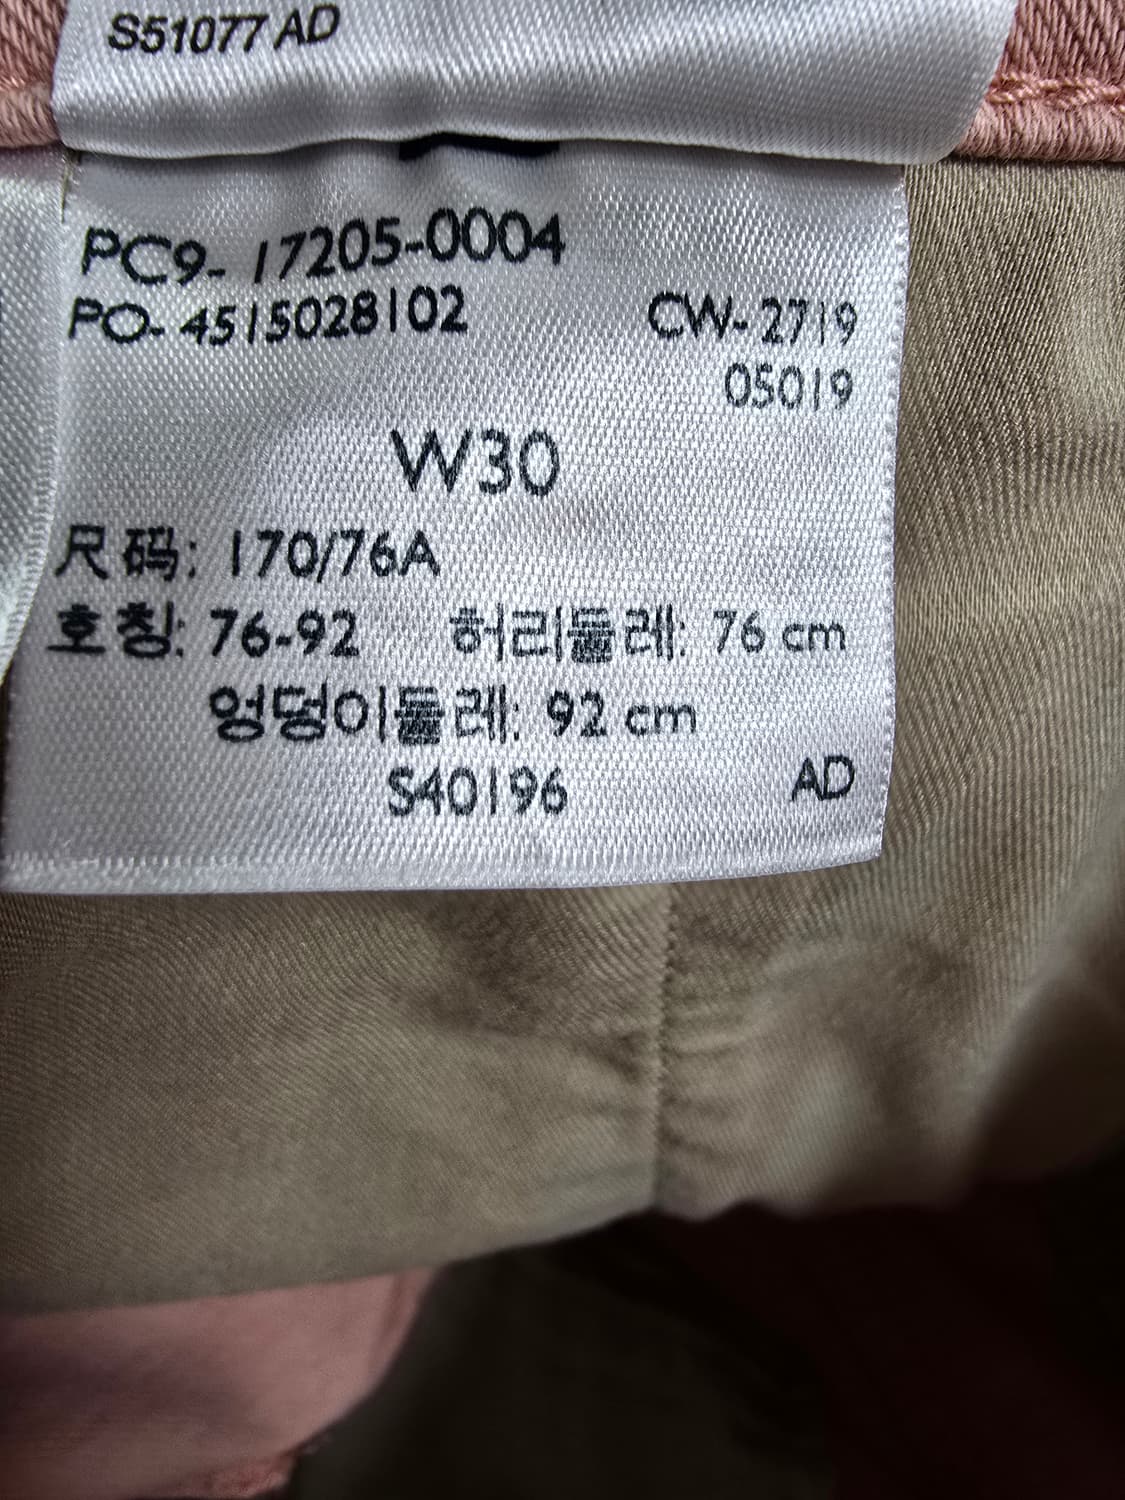 S51077 AD
PC9- 17205-0004
PO- 4515028102
CW-2719
05019
W30
尺码: 170/76A
호칭: 76-92 허리둘레: 76 cm
엉덩이둘레: 92 cm
S40196 AD